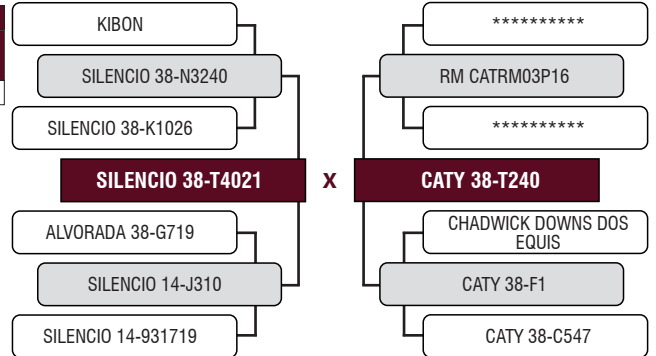 KIBON
SILENCIO 38-N3240
SILENCIO 38-K1026
SILENCIO 38-T4021
ALVORADA 38-G719
SILENCIO 14-J310
SILENCIO 14-931719
X
**********
RM CATRM03P16
**********
CATY 38-T240
CHADWICK DOWNS DOS
EQUIS
CATY 38-F1
CATY 38-C547